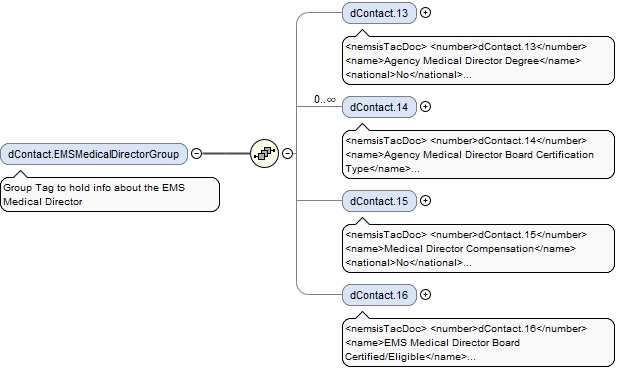 dContact.13
<nemsisTacDoc> <number>dContact.13</number>
<name>Agency Medical Director Degree</name>
<national>No</national>...
0..∞
dContact.14
<nemsisTacDoc> <number>dContact.14</number>
<name>Agency Medical Director Board Certification
Type</name>...
dContact.EMSMedicalDirectorGroup
Group Tag to hold info about the EMS
Medical Director
dContact.15
<nemsisTacDoc> <number>dContact.15</number>
<name>Medical Director Compensation</name>
<national>No</national>...
dContact.16
<nemsisTacDoc> <number>dContact.16</number>
<name>EMS Medical Director Board
Certified/Eligible</name>...